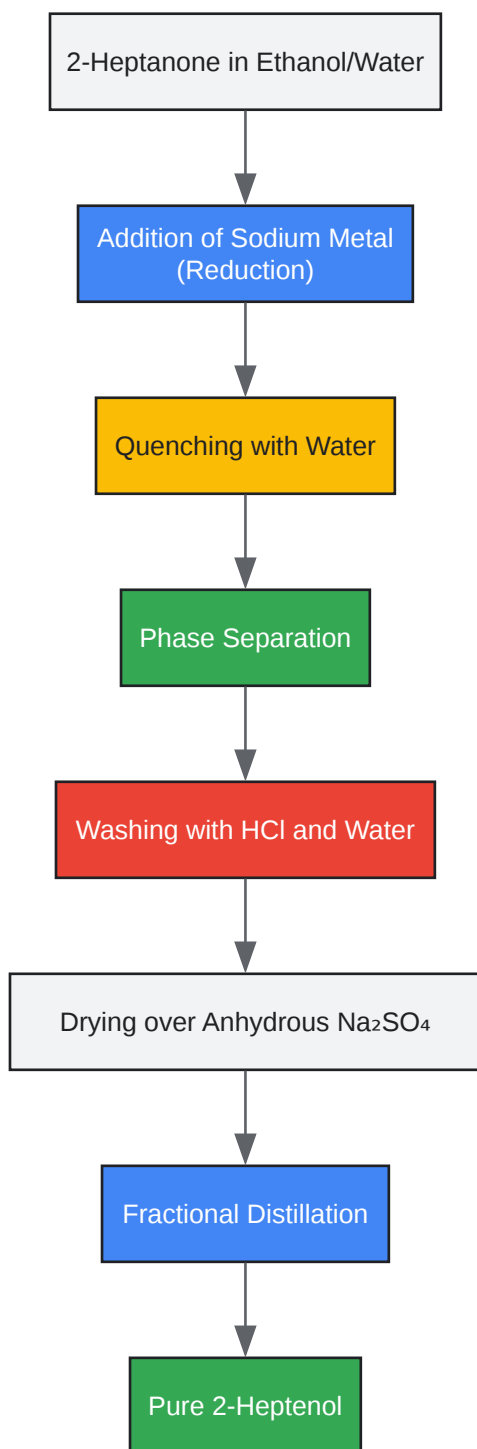 2-Heptanone in Ethanol/Water
Addition of Sodium Metal
(Reduction)
Quenching with Water
Phase Separation
Washing with HCl and Water
Drying over Anhydrous Na₂SO₄
Fractional Distillation
Pure 2-Heptenol